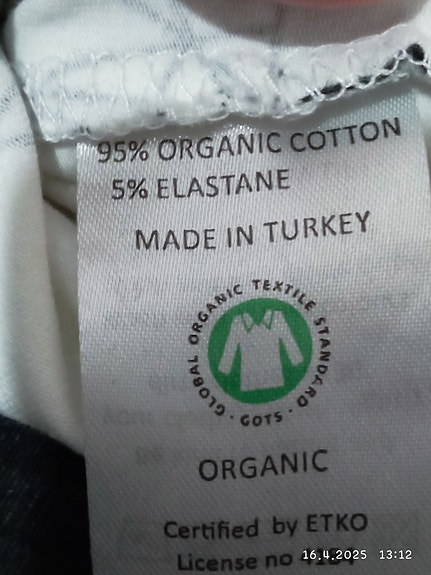 95% ORGANIC COTTON
5% ELASTANE
MADE IN TURKEY
GLOBAL ORGANIC TEXTILE STANDARD
· GOTS ·
ORGANIC
Certified by ETKO
License no
16.4.2025 13:12